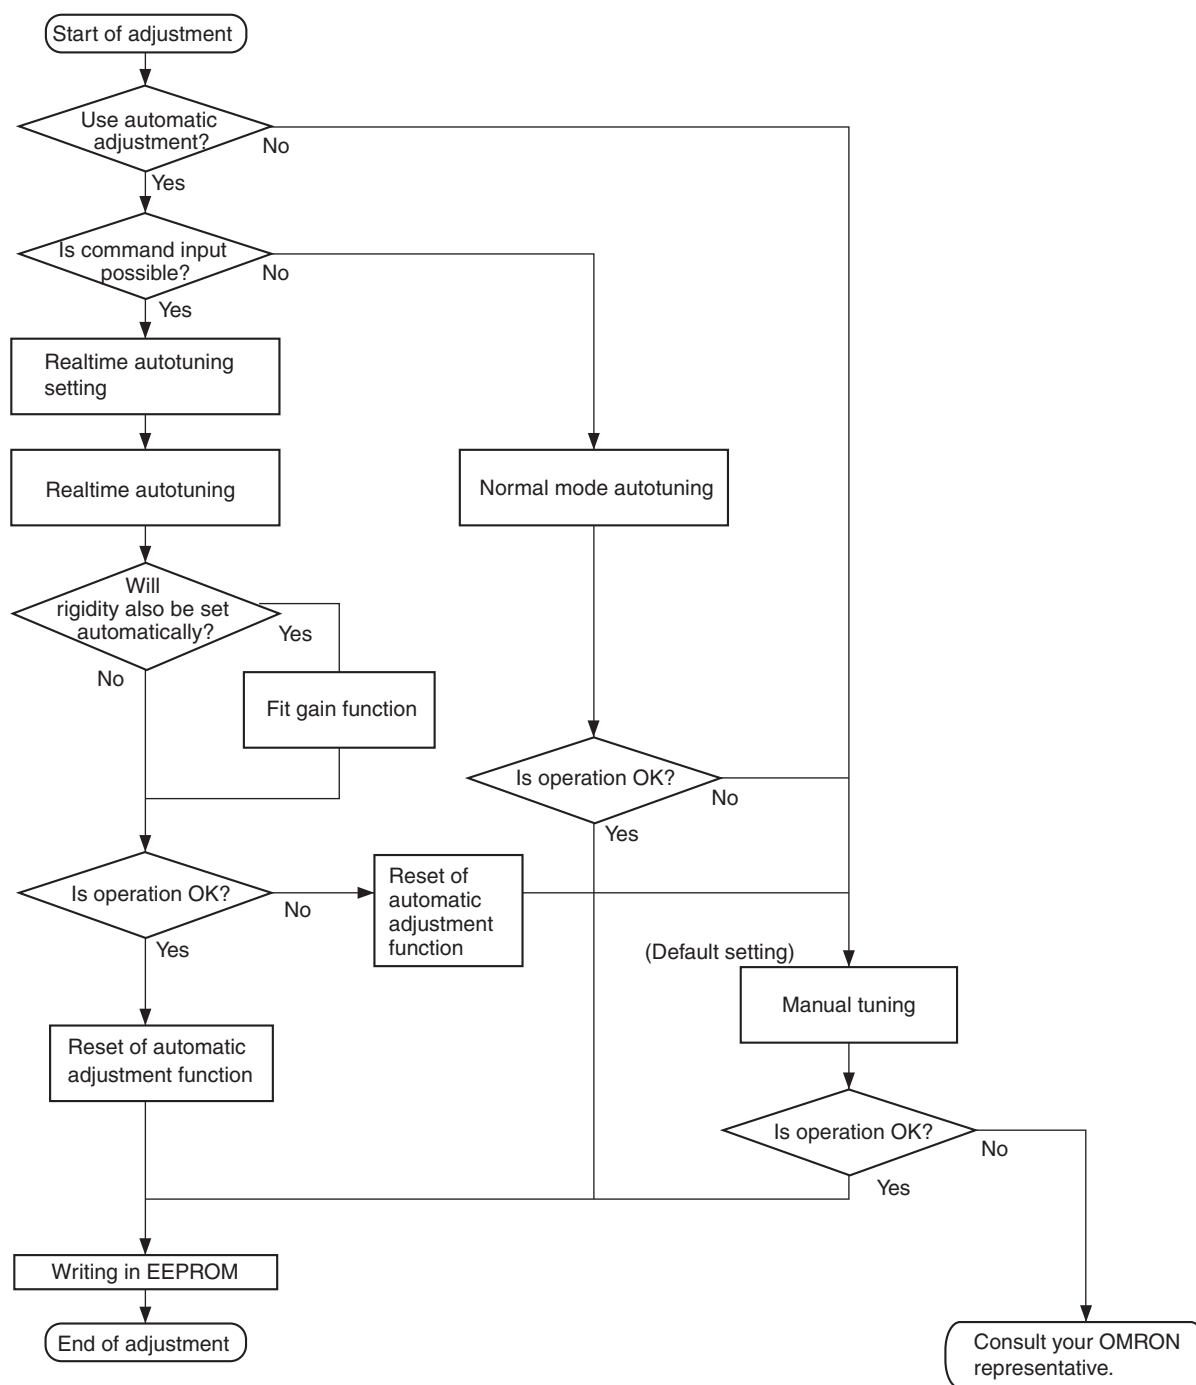 Start of adjustment
Use automatic
adjustment?
No
Yes
Is command input
possible?
No
Yes
Realtime autotuning
setting
Realtime autotuning
Normal mode autotuning
Will
rigidity also be set
automatically?
Yes
No
Fit gain function
Is operation OK?
No
Yes
Is operation OK?
No
Yes
Reset of
automatic
adjustment
function
(Default setting)
Manual tuning
Reset of automatic
adjustment function
Is operation OK?
No
Yes
Writing in EEPROM
End of adjustment
Consult your OMRON
representative.